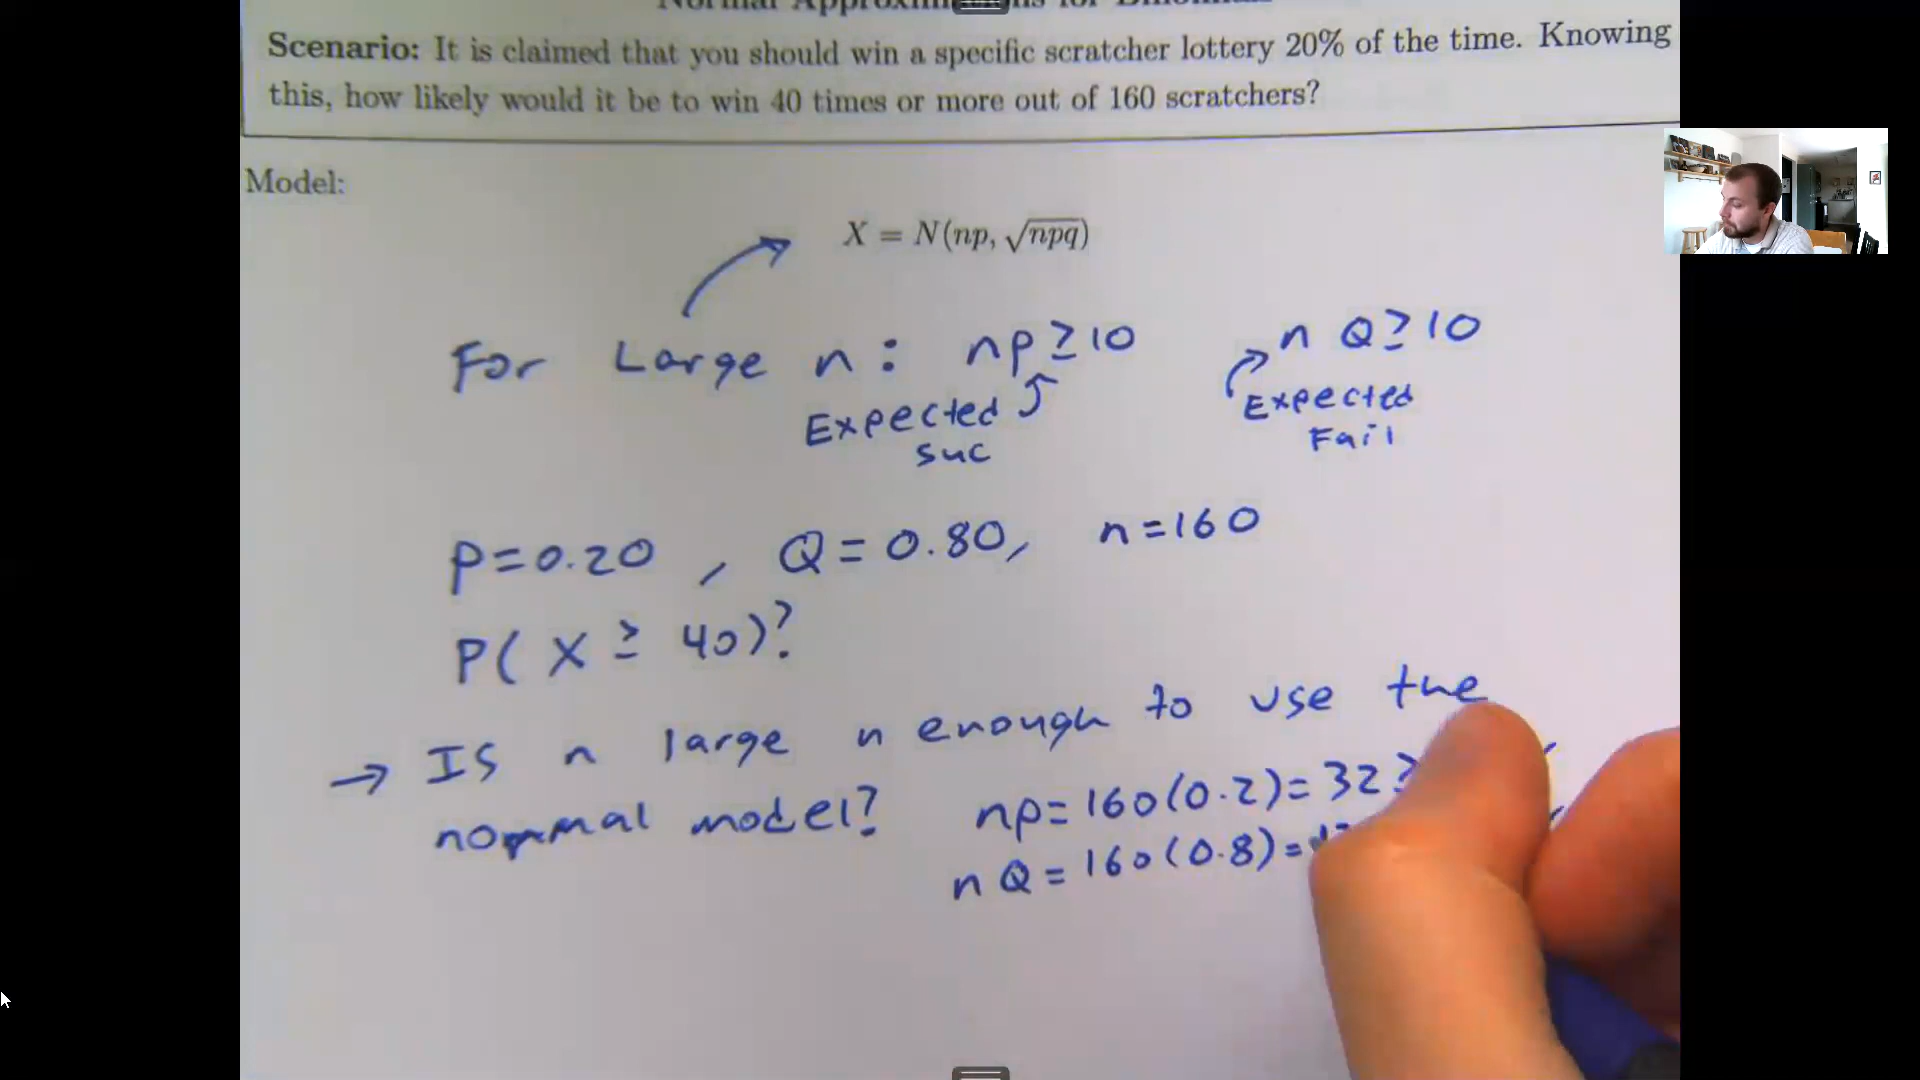 Scenario: It is claimed that you should win a specific scratcher lottery 20% of the time. Knowing
this, how likely would it be to win 40 times or more out of 160 scratchers?
Model:
X = N(np, √npq)
For Large n: np ≥ 10 n Q ≥ 10
Expected Expected
suc Fail
P=0.20, Q=0.80, n=160
P( X ≥ 40)?
→ Is n large n enough to use the
nommal model? np= 160(0.2)= 32 ≥
n Q = 160(0.8)=